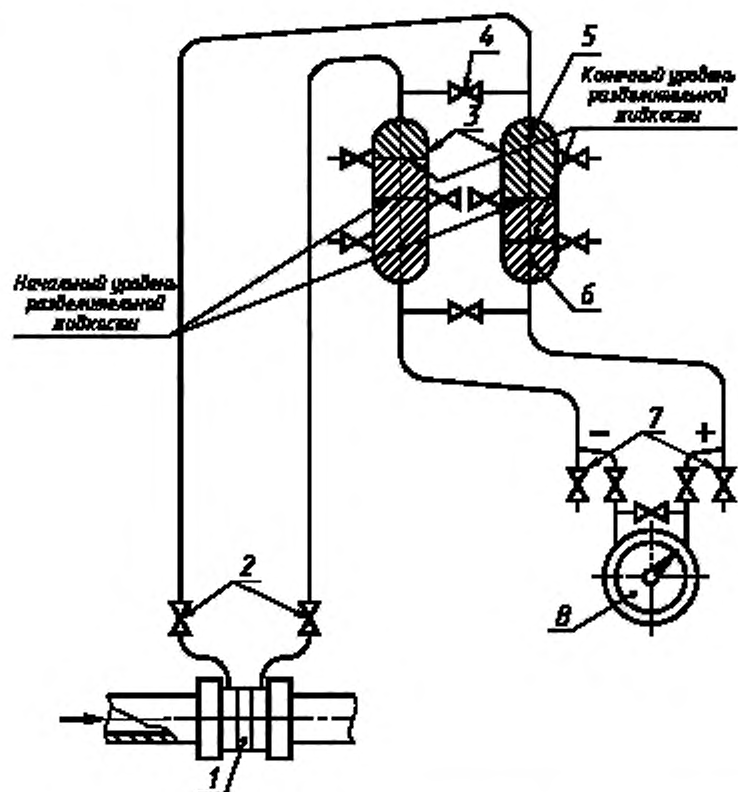 4
5
Конечный уровень
разделительной
жидкости
3
Начальный уровень
разделительной
жидкости
6
7
−
+
2
8
1